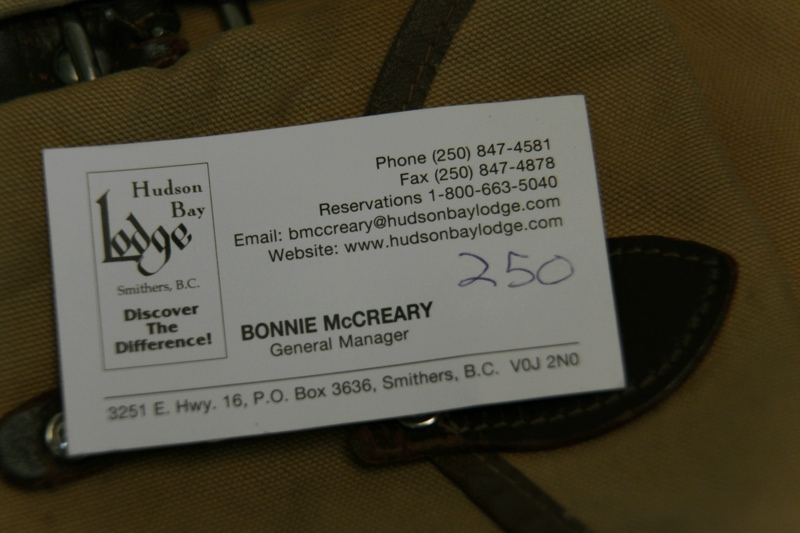 Hudson
Bay
Lodge
Smithers, B.C.
Discover
The
Difference!
Phone (250) 847-4581
Fax (250) 847-4878
Reservations 1-800-663-5040
Email: bmccreary@hudsonbaylodge.com
Website: www.hudsonbaylodge.com
250
BONNIE McCREARY
General Manager
3251 E. Hwy. 16, P.O. Box 3636, Smithers, B.C. V0J 2N0